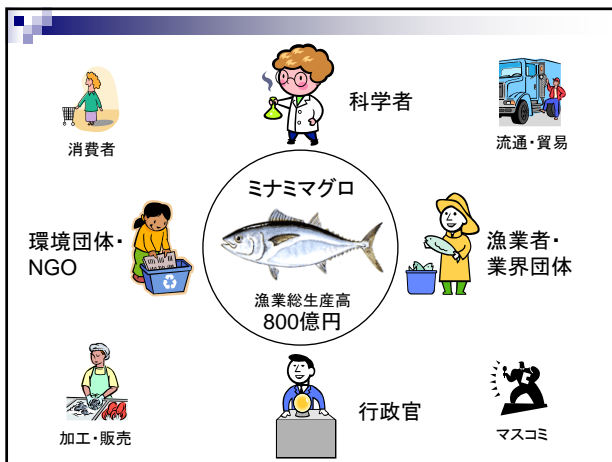 科学者
消費者
流通・貿易
ミナミマグロ
環境団体・
NGO
漁業者・
業界団体
漁業総生産高
800億円
行政官
加工・販売
マスコミ